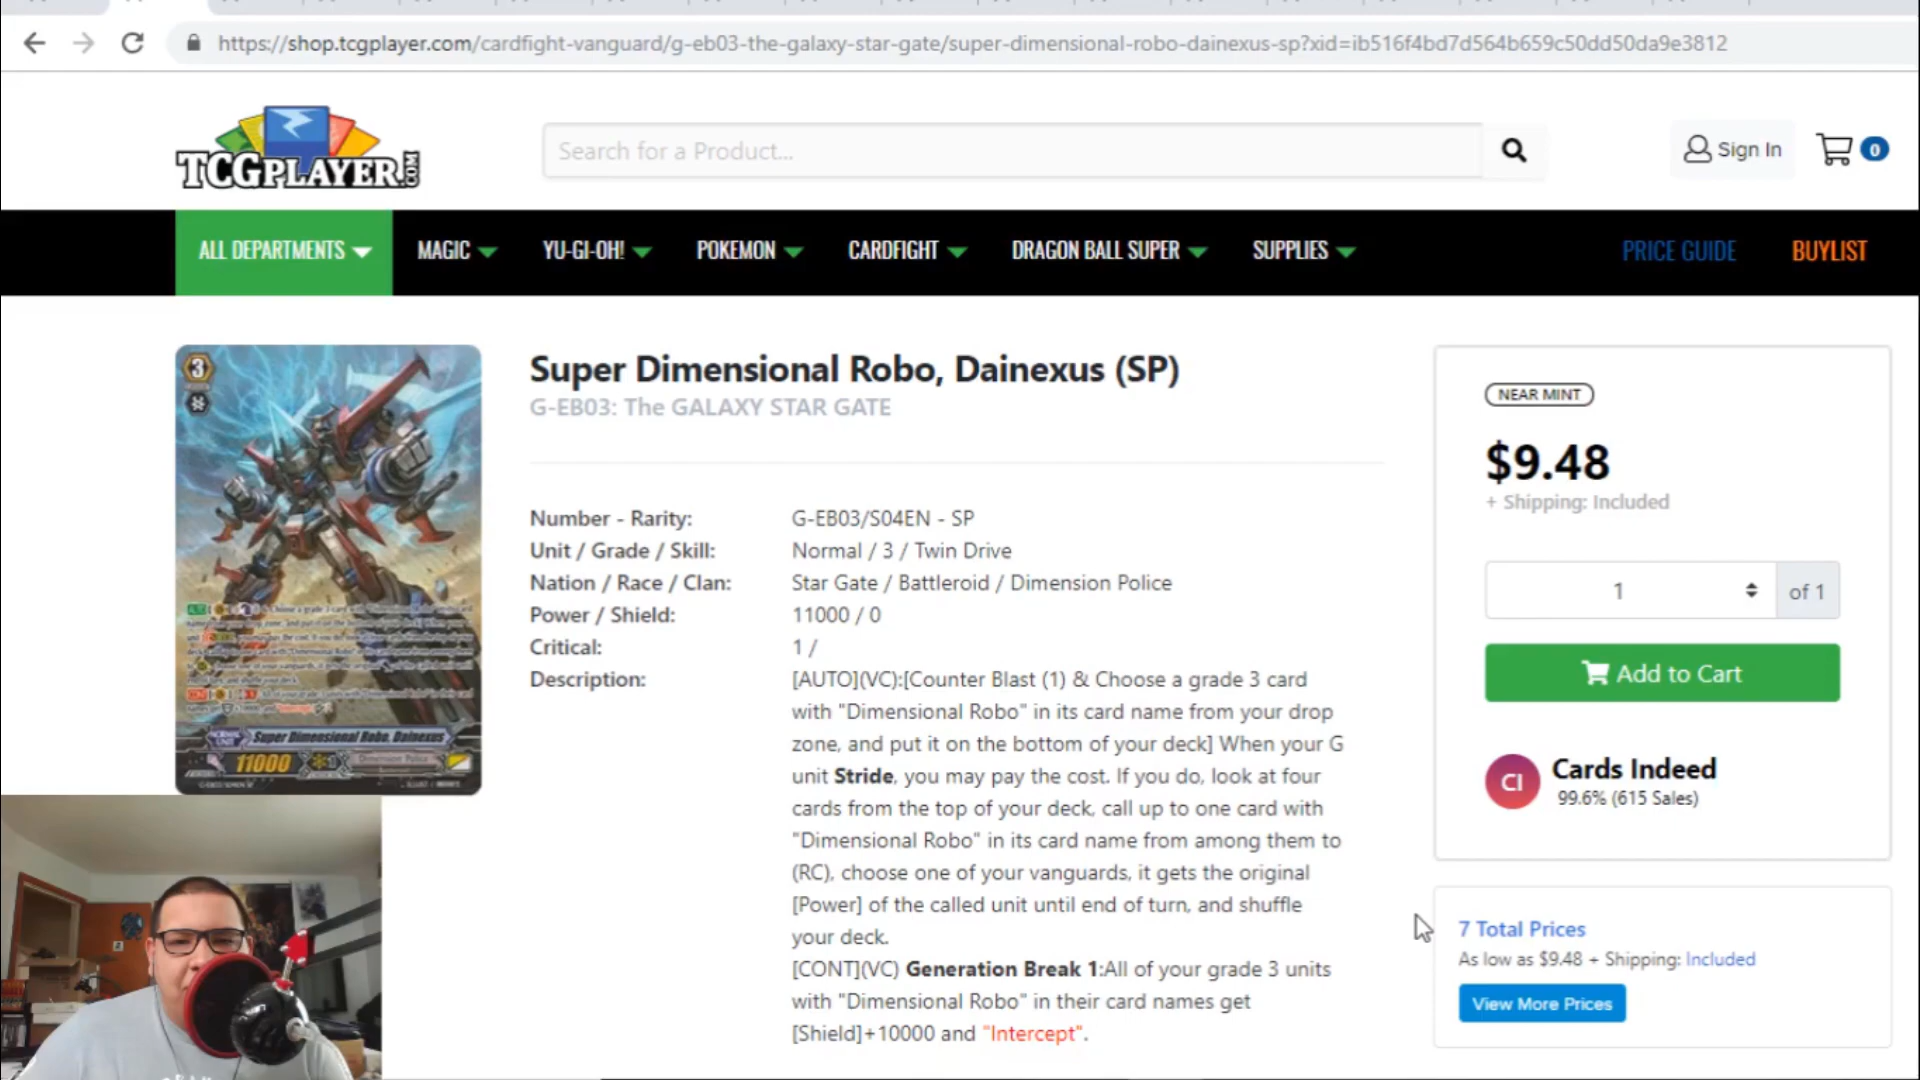 https://shop.tcgplayer.com/cardfight-vanguard/g-eb03-the-galaxy-star-gate/super-dimensional-robo-dainexus-sp?xid=ib516f4bd7d564b659c50dd50da9e3812
TCGPLAYER.COM
Search for a Product...
Sign In
0
ALL DEPARTMENTS
MAGIC
YU-GI-OH!
POKEMON
CARDFIGHT
DRAGON BALL SUPER
SUPPLIES
PRICE GUIDE
BUYLIST
3
Super Dimensional Robo, Dainexus
11000
Dimension Police
Super Dimensional Robo, Dainexus (SP)
G-EB03: The GALAXY STAR GATE
Number - Rarity: G-EB03/S04EN - SP
Unit / Grade / Skill: Normal / 3 / Twin Drive
Nation / Race / Clan: Star Gate / Battleroid / Dimension Police
Power / Shield: 11000 / 0
Critical: 1 /
Description: [AUTO](VC):[Counter Blast (1) & Choose a grade 3 card
with "Dimensional Robo" in its card name from your drop
zone, and put it on the bottom of your deck] When your G
unit Stride, you may pay the cost. If you do, look at four
cards from the top of your deck, call up to one card with
"Dimensional Robo" in its card name from among them to
(RC), choose one of your vanguards, it gets the original
[Power] of the called unit until end of turn, and shuffle
your deck.
[CONT](VC) Generation Break 1:All of your grade 3 units
with "Dimensional Robo" in their card names get
[Shield]+10000 and "Intercept".
NEAR MINT
$9.48
+ Shipping: Included
1 of 1
Add to Cart
CI
Cards Indeed
99.6% (615 Sales)
7 Total Prices
As low as $9.48 + Shipping: Included
View More Prices